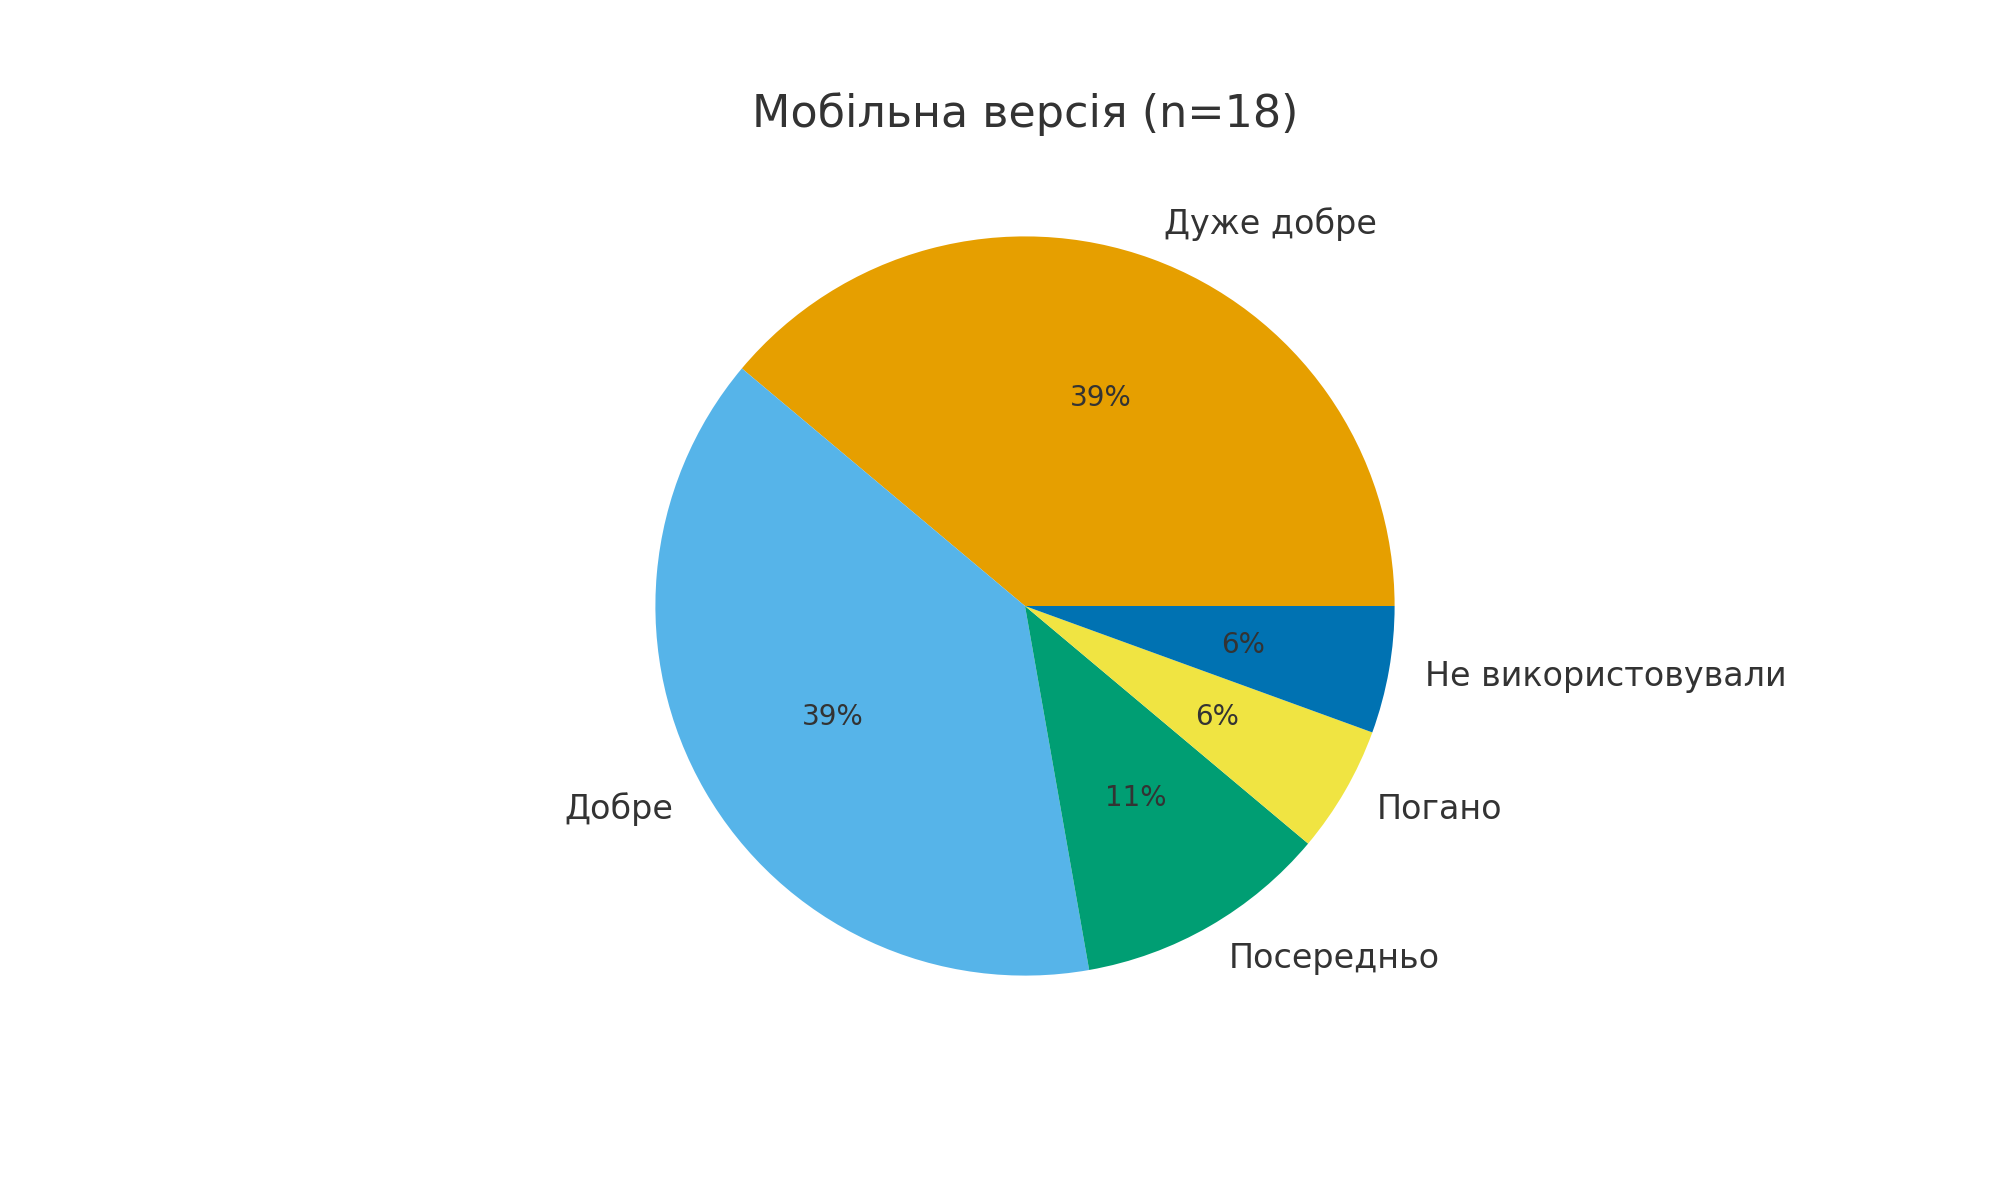 Мобільна версія (n=18)
Дуже добре
39%
6%
Не використовували
39%
6%
11%
Добре
Погано
Посередньо